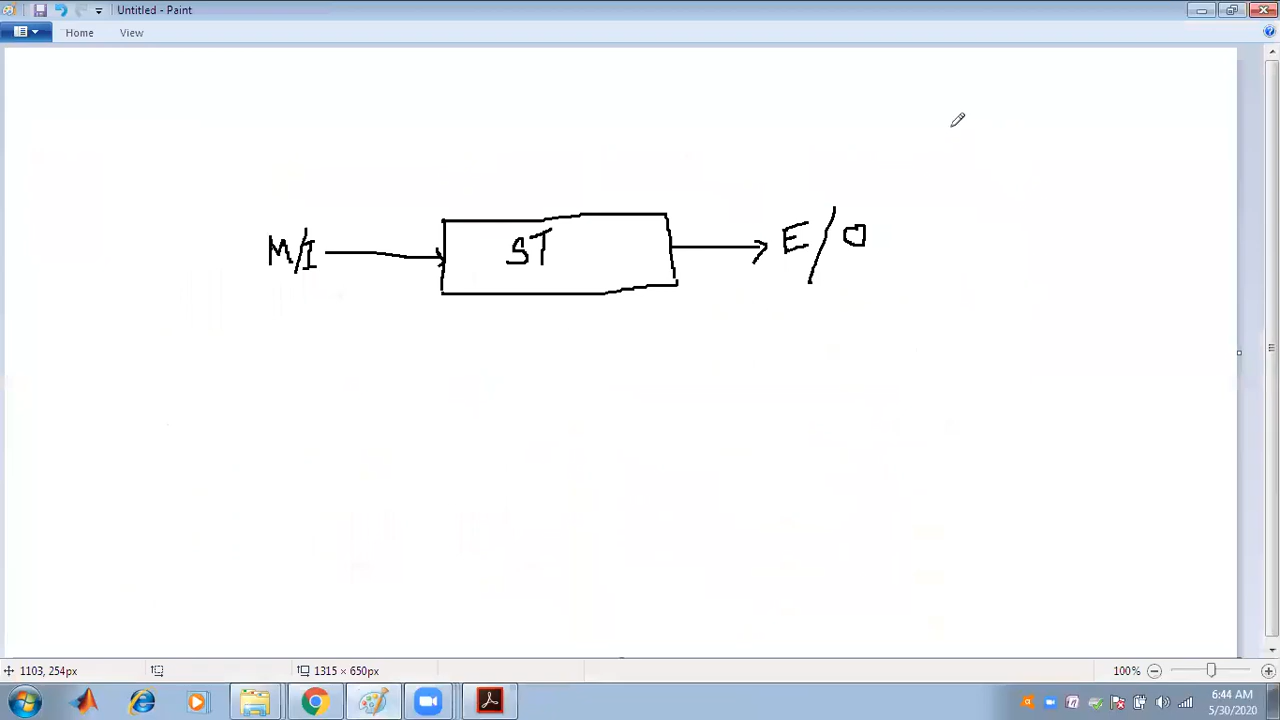 Untitled - Paint
Home View
M/I ST E/O
1103, 254px 1315 × 650px 100%
6:44 AM
5/30/2020